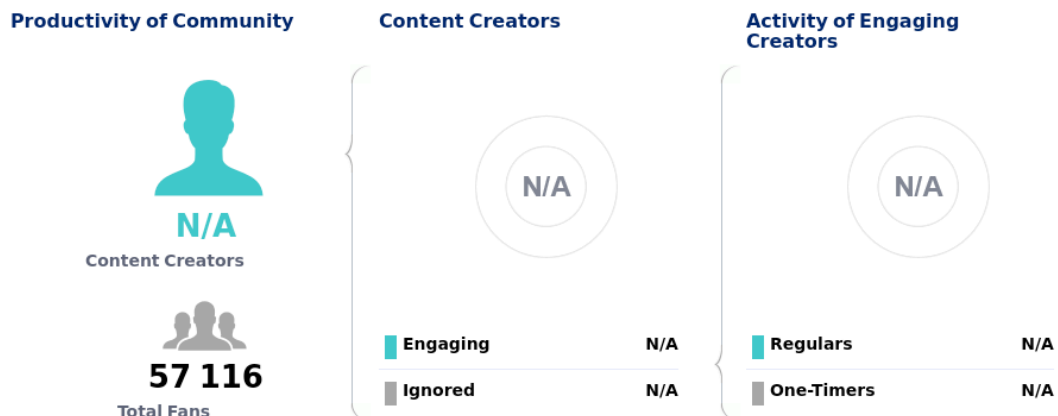 Productivity of Community
N/A
Content Creators
57 116
Total Fans
Content Creators
N/A
Engaging N/A
Ignored N/A
Activity of Engaging
Creators
N/A
Regulars N/A
One-Timers N/A